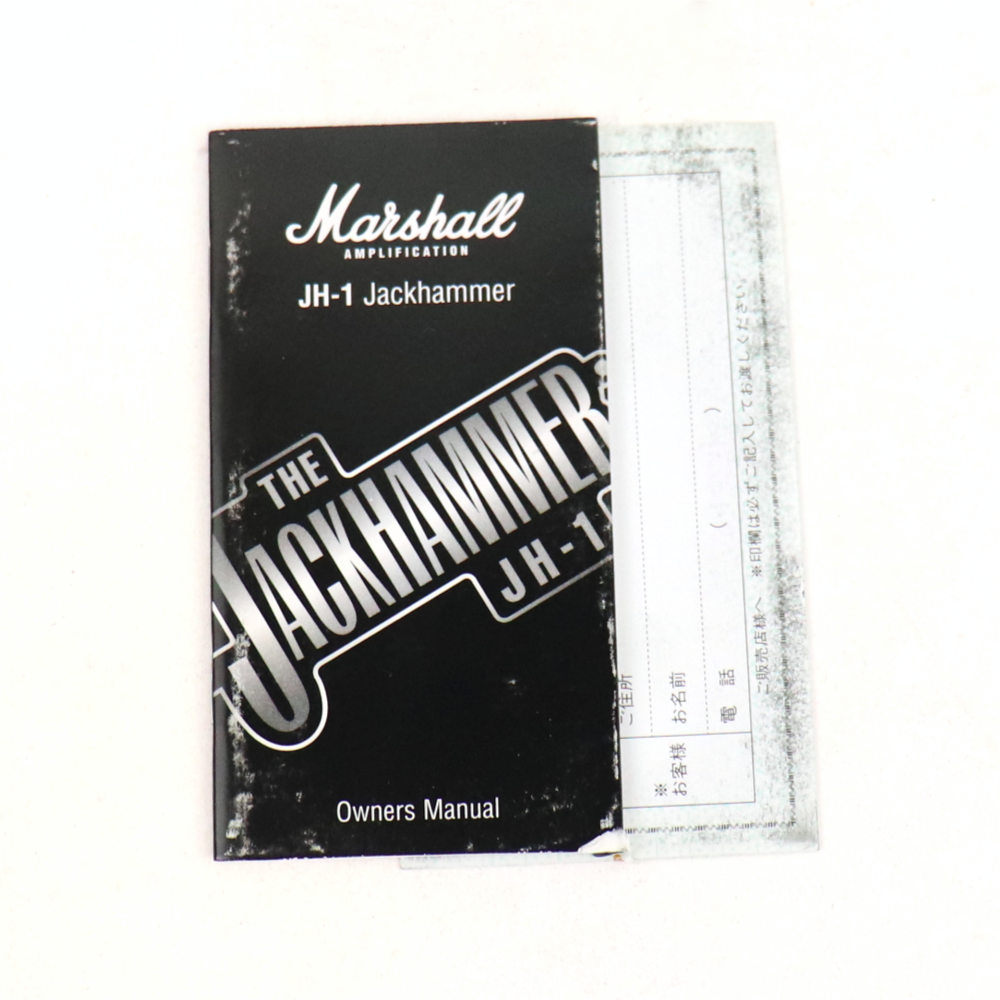 Marshall
AMPLIFICATION
JH-1 Jackhammer
THE
JACKHAMMER
JH-1
Owners Manual
ご住所
お名前
電 話
( )
※
お客様
ご販売店様へ ※印欄は必ずご記入してお渡しください。